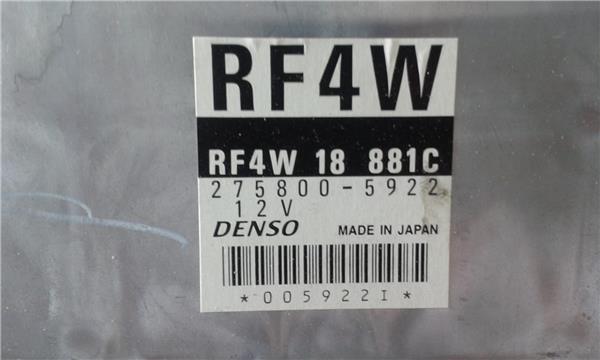 RF4W
RF4W 18 881C
275800-5922
12V
DENSO MADE IN JAPAN
*005922I*